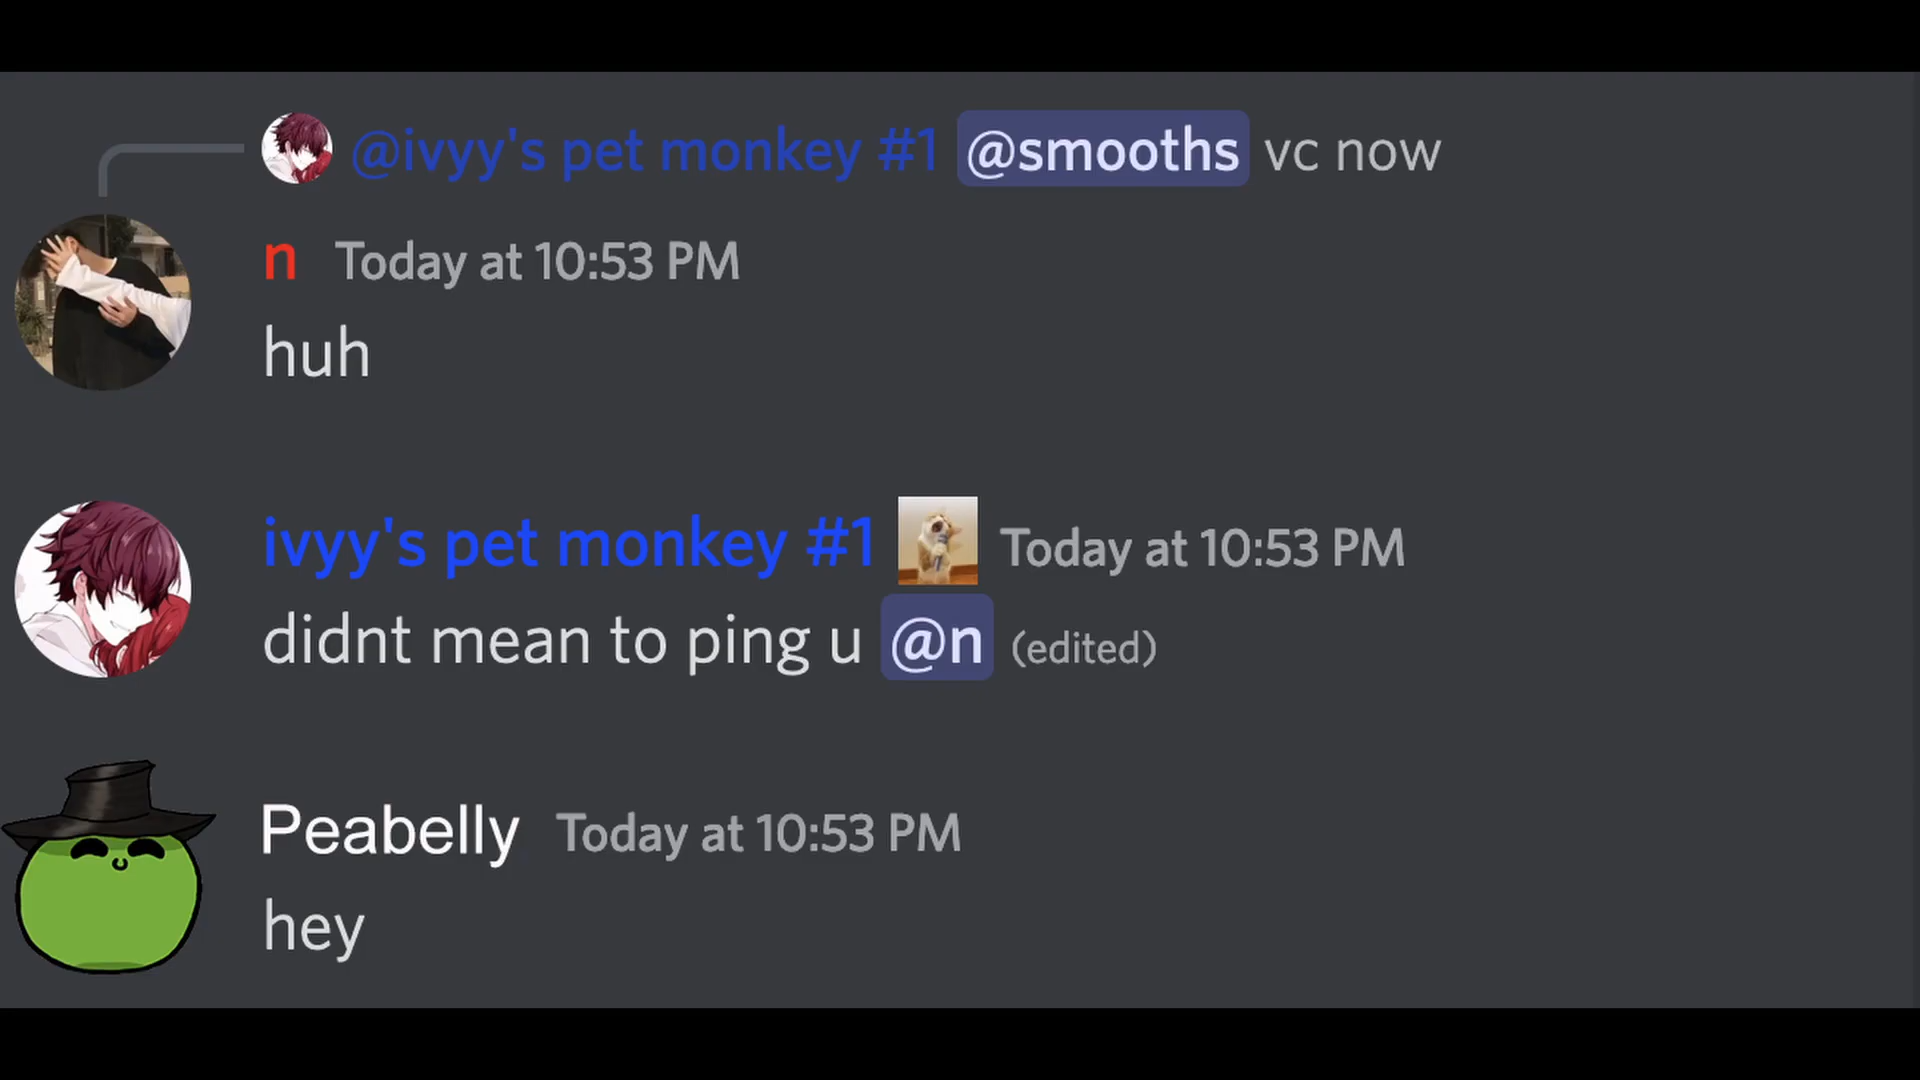 @ivyy's pet monkey #1 @smooths vc now
n Today at 10:53 PM
huh
ivyy's pet monkey #1 Today at 10:53 PM
didnt mean to ping u @n (edited)
Peabelly Today at 10:53 PM
hey